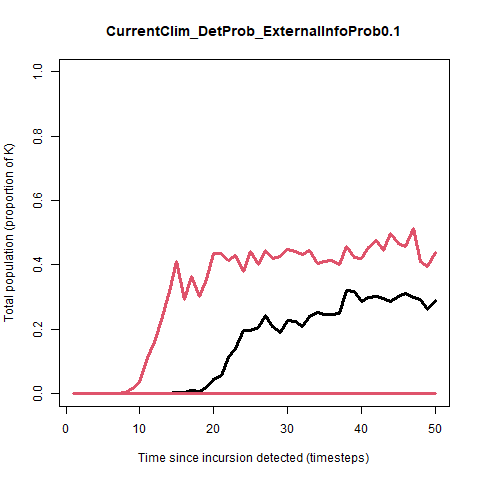 CurrentClim_DetProb_ExternalInfoProb0.1
Total population (proportion of K)
1.0
0.8
0.6
0.4
0.2
0.0
0 10 20 30 40 50
Time since incursion detected (timesteps)